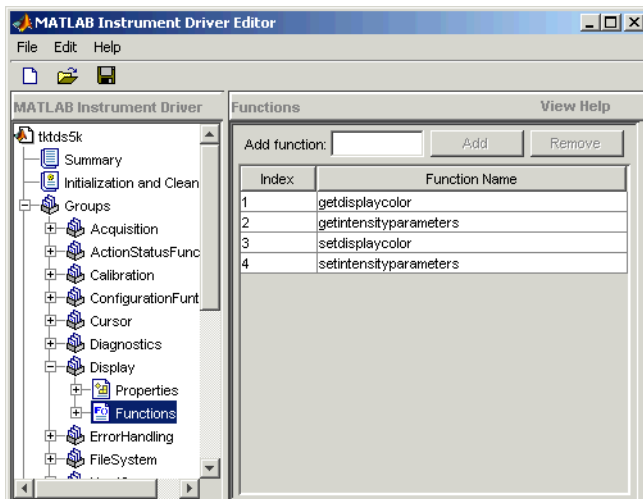 MATLAB Instrument Driver Editor
File Edit Help
MATLAB Instrument Driver
tktds5k
Summary
Initialization and Clean
Groups
Acquisition
ActionStatusFunc
Calibration
ConfigurationFunt
Cursor
Diagnostics
Display
Properties
Functions
ErrorHandling
FileSystem
Functions View Help
Add function: Add Remove
Index Function Name
1 getdisplaycolor
2 getintensityparameters
3 setdisplaycolor
4 setintensityparameters